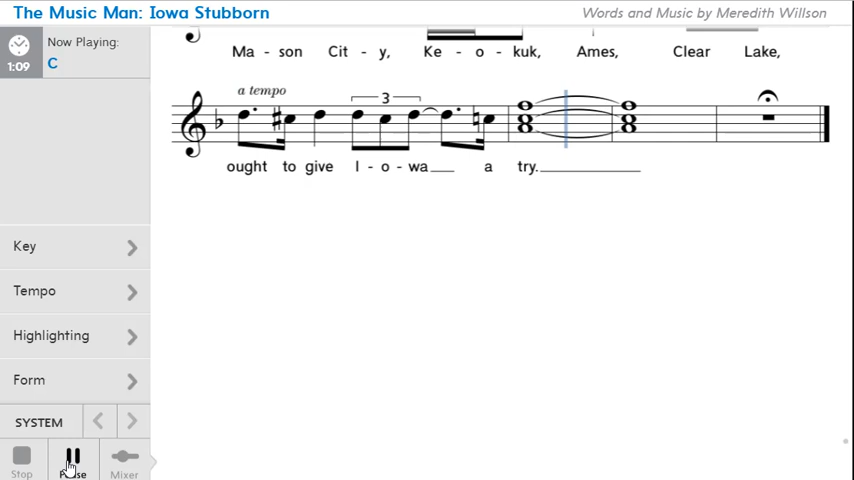 The Music Man: Iowa Stubborn
Words and Music by Meredith Willson
Now Playing:
C
1:09
Ma - son Cit - y, Ke - o - kuk, Ames, Clear Lake,
a tempo
3
ought to give I - o - wa a try.
Key
Tempo
Highlighting
Form
SYSTEM
Stop Pause Mixer